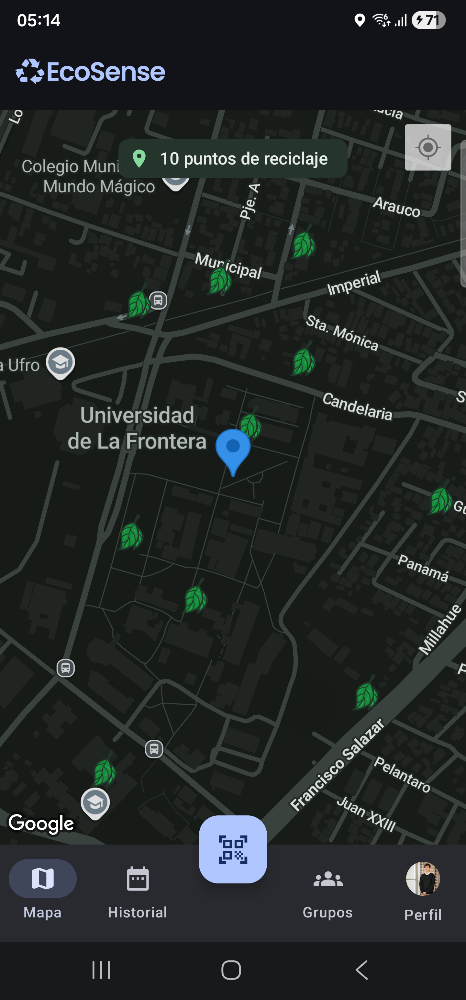 05:14
6
71
EcoSense
Lo
10 puntos de reciclaje
Colegio Muni
Mundo Mágico
Pje. A
Arauco
Municipal
Imperial
Sta. Mónica
a Ufro
S
Candelaria
Universidad
de La Frontera
Gu
Panamá
Millahue
P
Francisco Salazar
Pelantaro
Juan XXIII
Google
Mapa
Historial
Grupos
Perfil